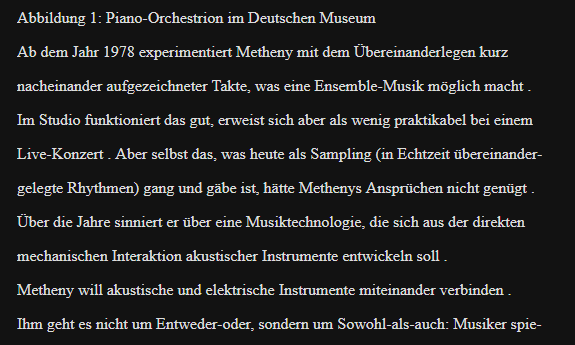 Abbildung 1: Piano-Orchestrion im Deutschen Museum
Ab dem Jahr 1978 experimentiert Metheny mit dem Übereinanderlegen kurz
nacheinander aufgezeichneter Takte, was eine Ensemble-Musik möglich macht .
Im Studio funktioniert das gut, erweist sich aber als wenig praktikabel bei einem
Live-Konzert . Aber selbst das, was heute als Sampling (in Echtzeit übereinander-
gelegte Rhythmen) gang und gäbe ist, hätte Methenys Ansprüchen nicht genügt .
Über die Jahre sinniert er über eine Musiktechnologie, die sich aus der direkten
mechanischen Interaktion akustischer Instrumente entwickeln soll .
Metheny will akustische und elektrische Instrumente miteinander verbinden .
Ihm geht es nicht um Entweder-oder, sondern um Sowohl-als-auch: Musiker spie-